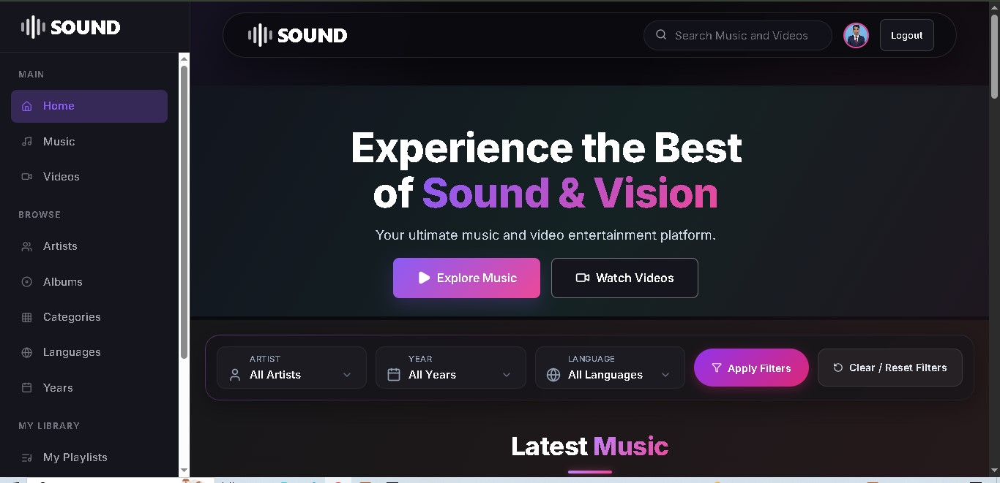 SOUND
MAIN
Home
Music
Videos
BROWSE
Artists
Albums
Categories
Languages
Years
MY LIBRARY
My Playlists
SOUND
Search Music and Videos
Logout
Experience the Best
of Sound & Vision
Your ultimate music and video entertainment platform.
Explore Music
Watch Videos
ARTIST
All Artists
YEAR
All Years
LANGUAGE
All Languages
Apply Filters
Clear / Reset Filters
Latest Music